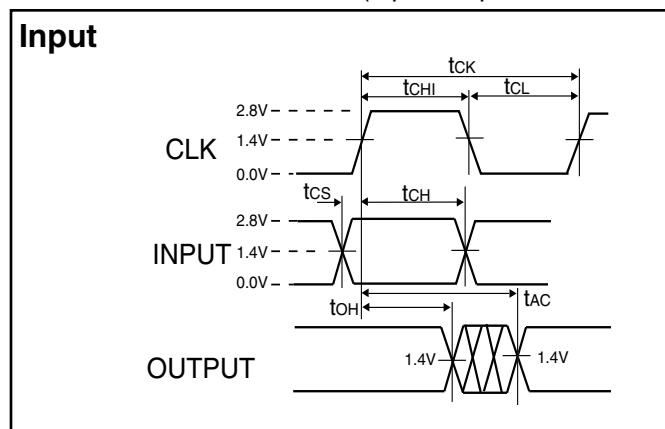 Input
tCK
tCHI
tCL
2.8V
1.4V
0.0V
CLK
tCS
tCH
2.8V
1.4V
0.0V
INPUT
tAC
tOH
1.4V
1.4V
OUTPUT